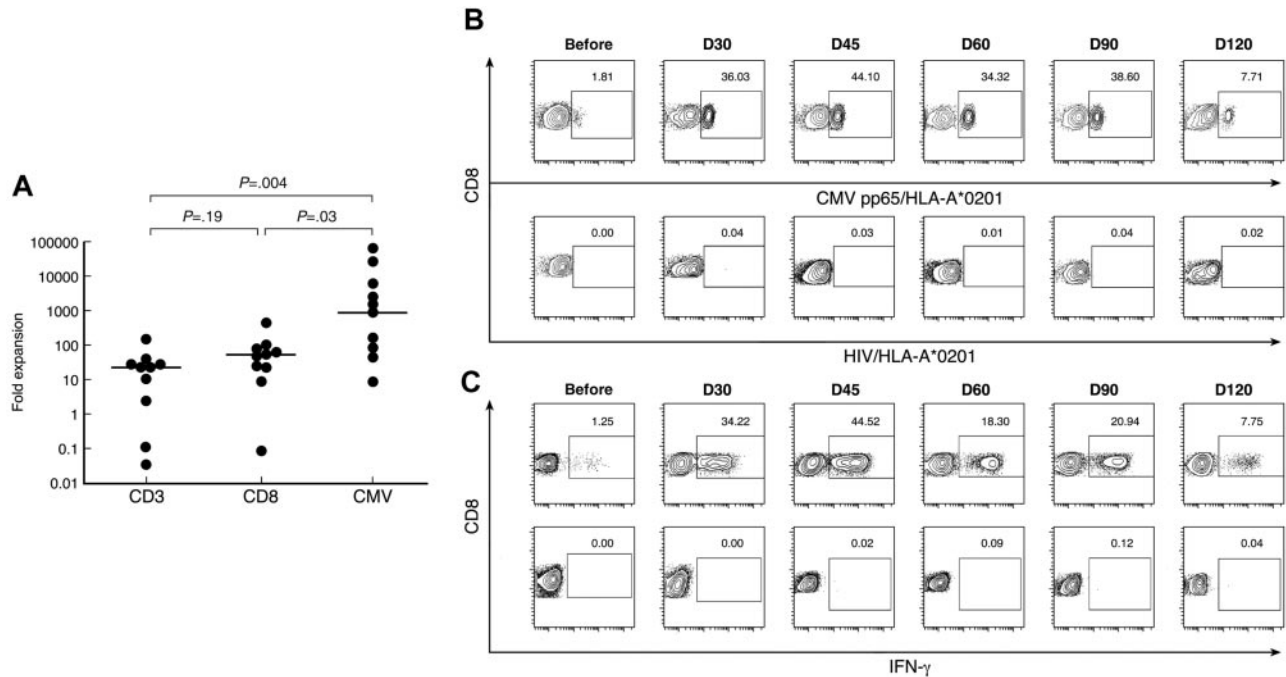 A
P=.004
P=.19
P=.03
Fold expansion
100000
10000
1000
100
10
1
0.1
0.01
CD3
CD8
CMV
B
Before
D30
D45
D60
D90
D120
1.81
36.03
44.10
34.32
38.60
7.71
CD8
CMV pp65/HLA-A*0201
0.00
0.04
0.03
0.01
0.04
0.02
HIV/HLA-A*0201
C
Before
D30
D45
D60
D90
D120
1.25
34.22
44.52
18.30
20.94
7.75
CD8
0.00
0.00
0.02
0.09
0.12
0.04
IFN-γ